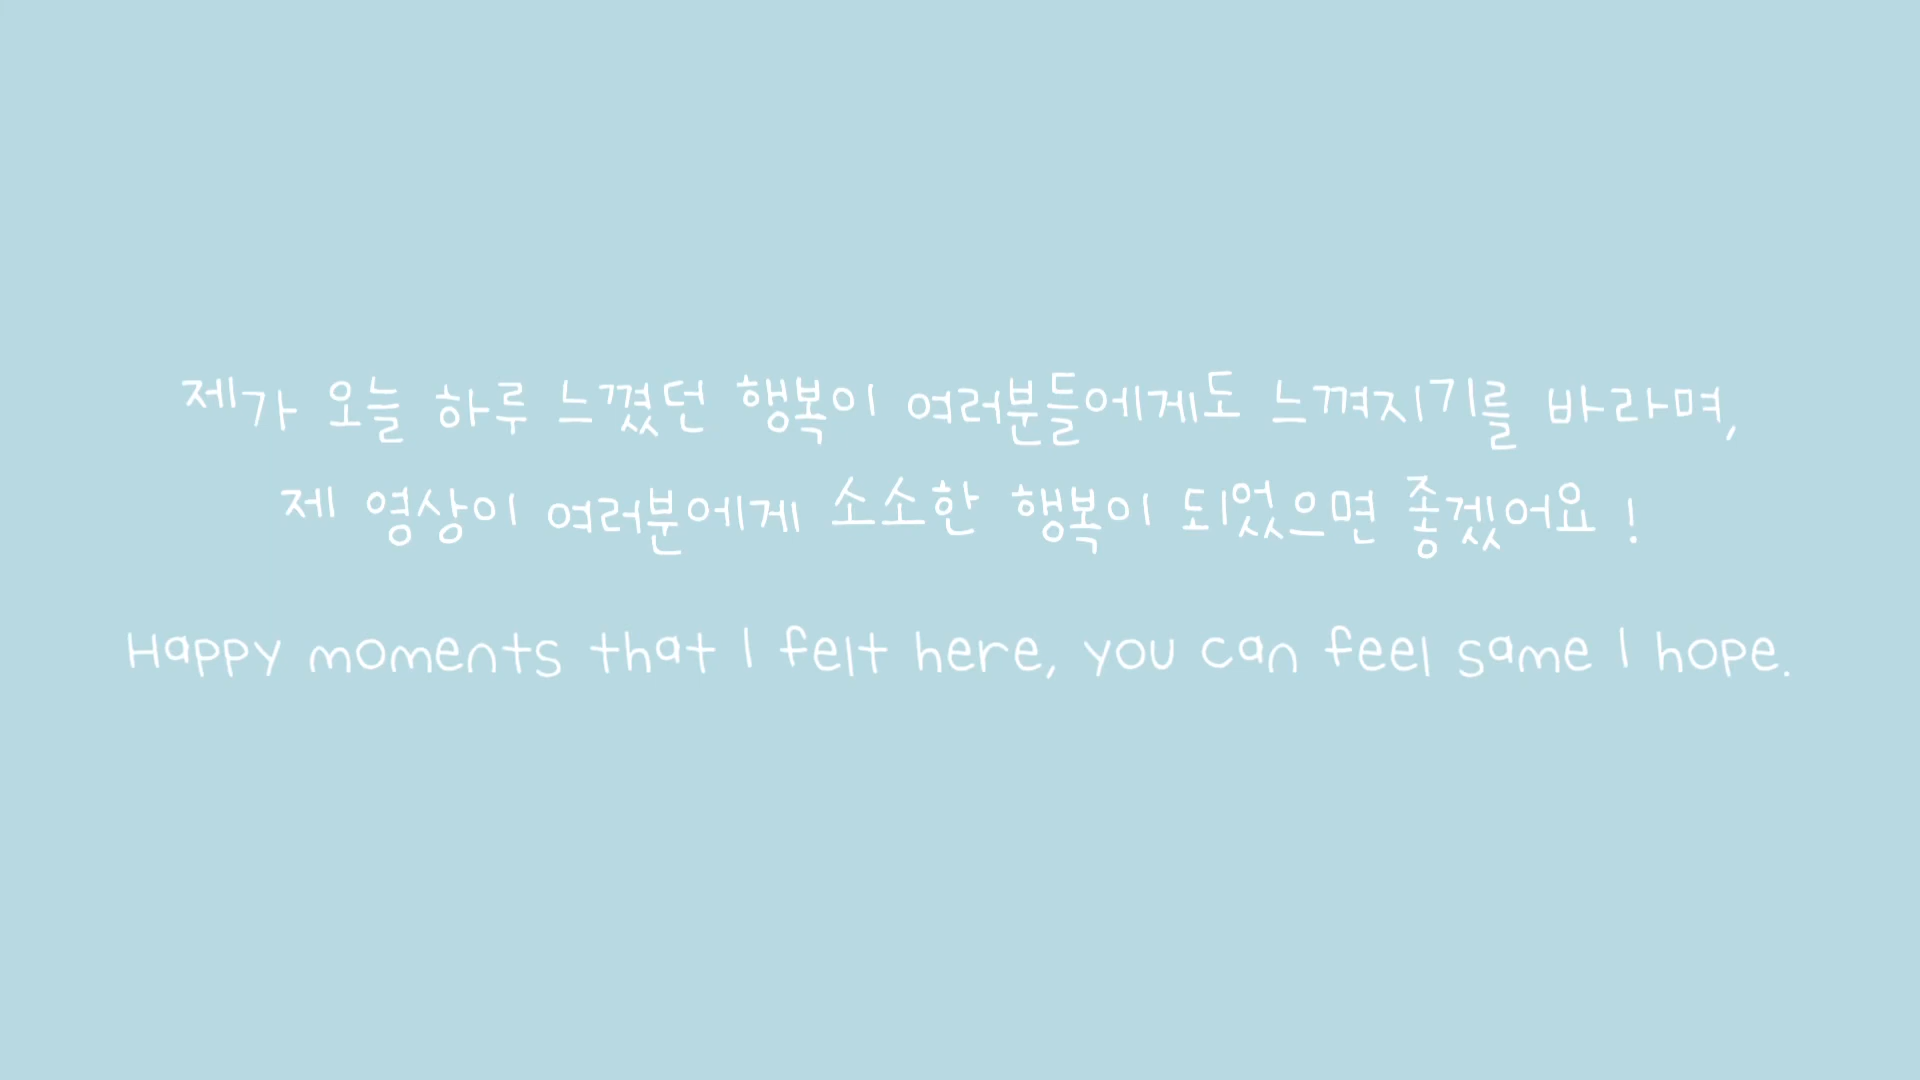 제가 오늘 하루 느꼈던 행복이 여러분들에게도 느껴지기를 바라며,
제 영상이 여러분에게 소소한 행복이 되었으면 좋겠어요 !
Happy moments that I felt here, you can feel same I hope.